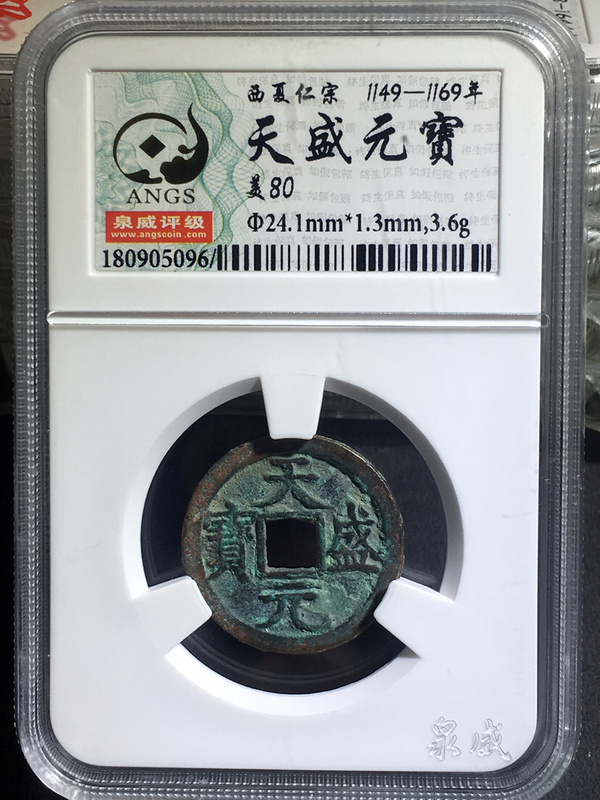 西夏仁宗 1149—1169年
天盛元寶
美80
Φ24.1mm*1.3mm,3.6g
ANGS
泉威评级
www.angscoin.com
180905096/
天
寶 盛
元
泉威